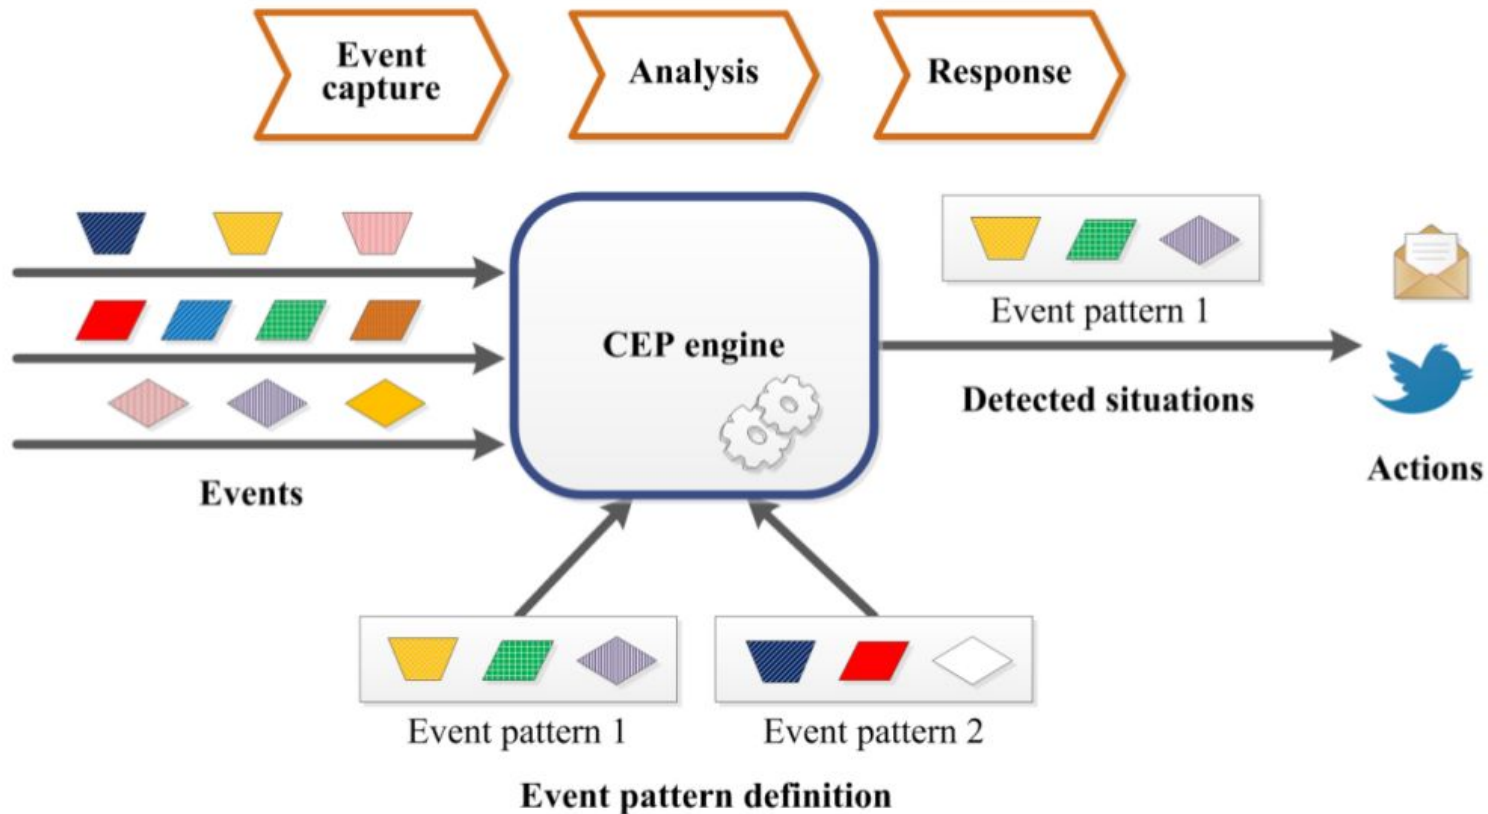 Event
capture
Analysis
Response
CEP engine
Event pattern 1
Detected situations
Actions
Events
Event pattern 1
Event pattern 2
Event pattern definition